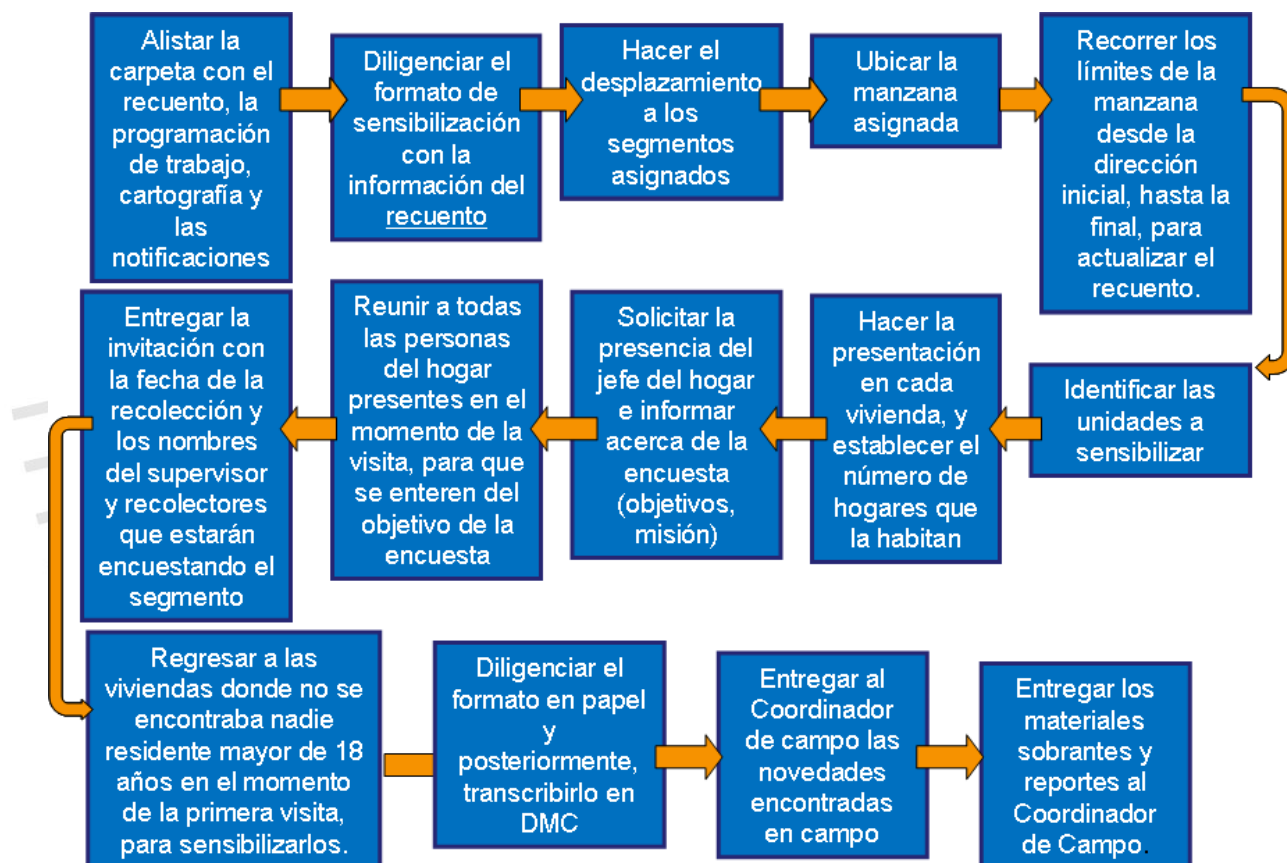 Alistar la
carpeta con el
recuento, la
programación
de trabajo,
cartografía y
las
notificaciones
Diligenciar el
formato de
sensibilización
con la
información del
recuento
Hacer el
desplazamiento
a los
segmentos
asignados
Ubicar la
manzana
asignada
Recorrer los
límites de la
manzana
desde la
dirección
inicial, hasta la
final, para
actualizar el
recuento.
Identificar las
unidades a
sensibilizar
Hacer la
presentación
en cada
vivienda, y
establecer el
número de
hogares que
la habitan
Solicitar la
presencia del
jefe del hogar
e informar
acerca de la
encuesta
(objetivos,
misión)
Reunir a todas
las personas
del hogar
presentes en el
momento de la
visita, para que
se enteren del
objetivo de la
encuesta
Entregar la
invitación con
la fecha de la
recolección y
los nombres
del supervisor
y recolectores
que estarán
encuestando el
segmento
Regresar a las
viviendas donde no se
encontraba nadie
residente mayor de 18
años en el momento
de la primera visita,
para sensibilizarlos.
Diligenciar el
formato en papel
y
posteriormente,
transcribirlo en
DMC
Entregar al
Coordinador
de campo las
novedades
encontradas
en campo
Entregar los
materiales
sobrantes y
reportes al
Coordinador
de Campo.